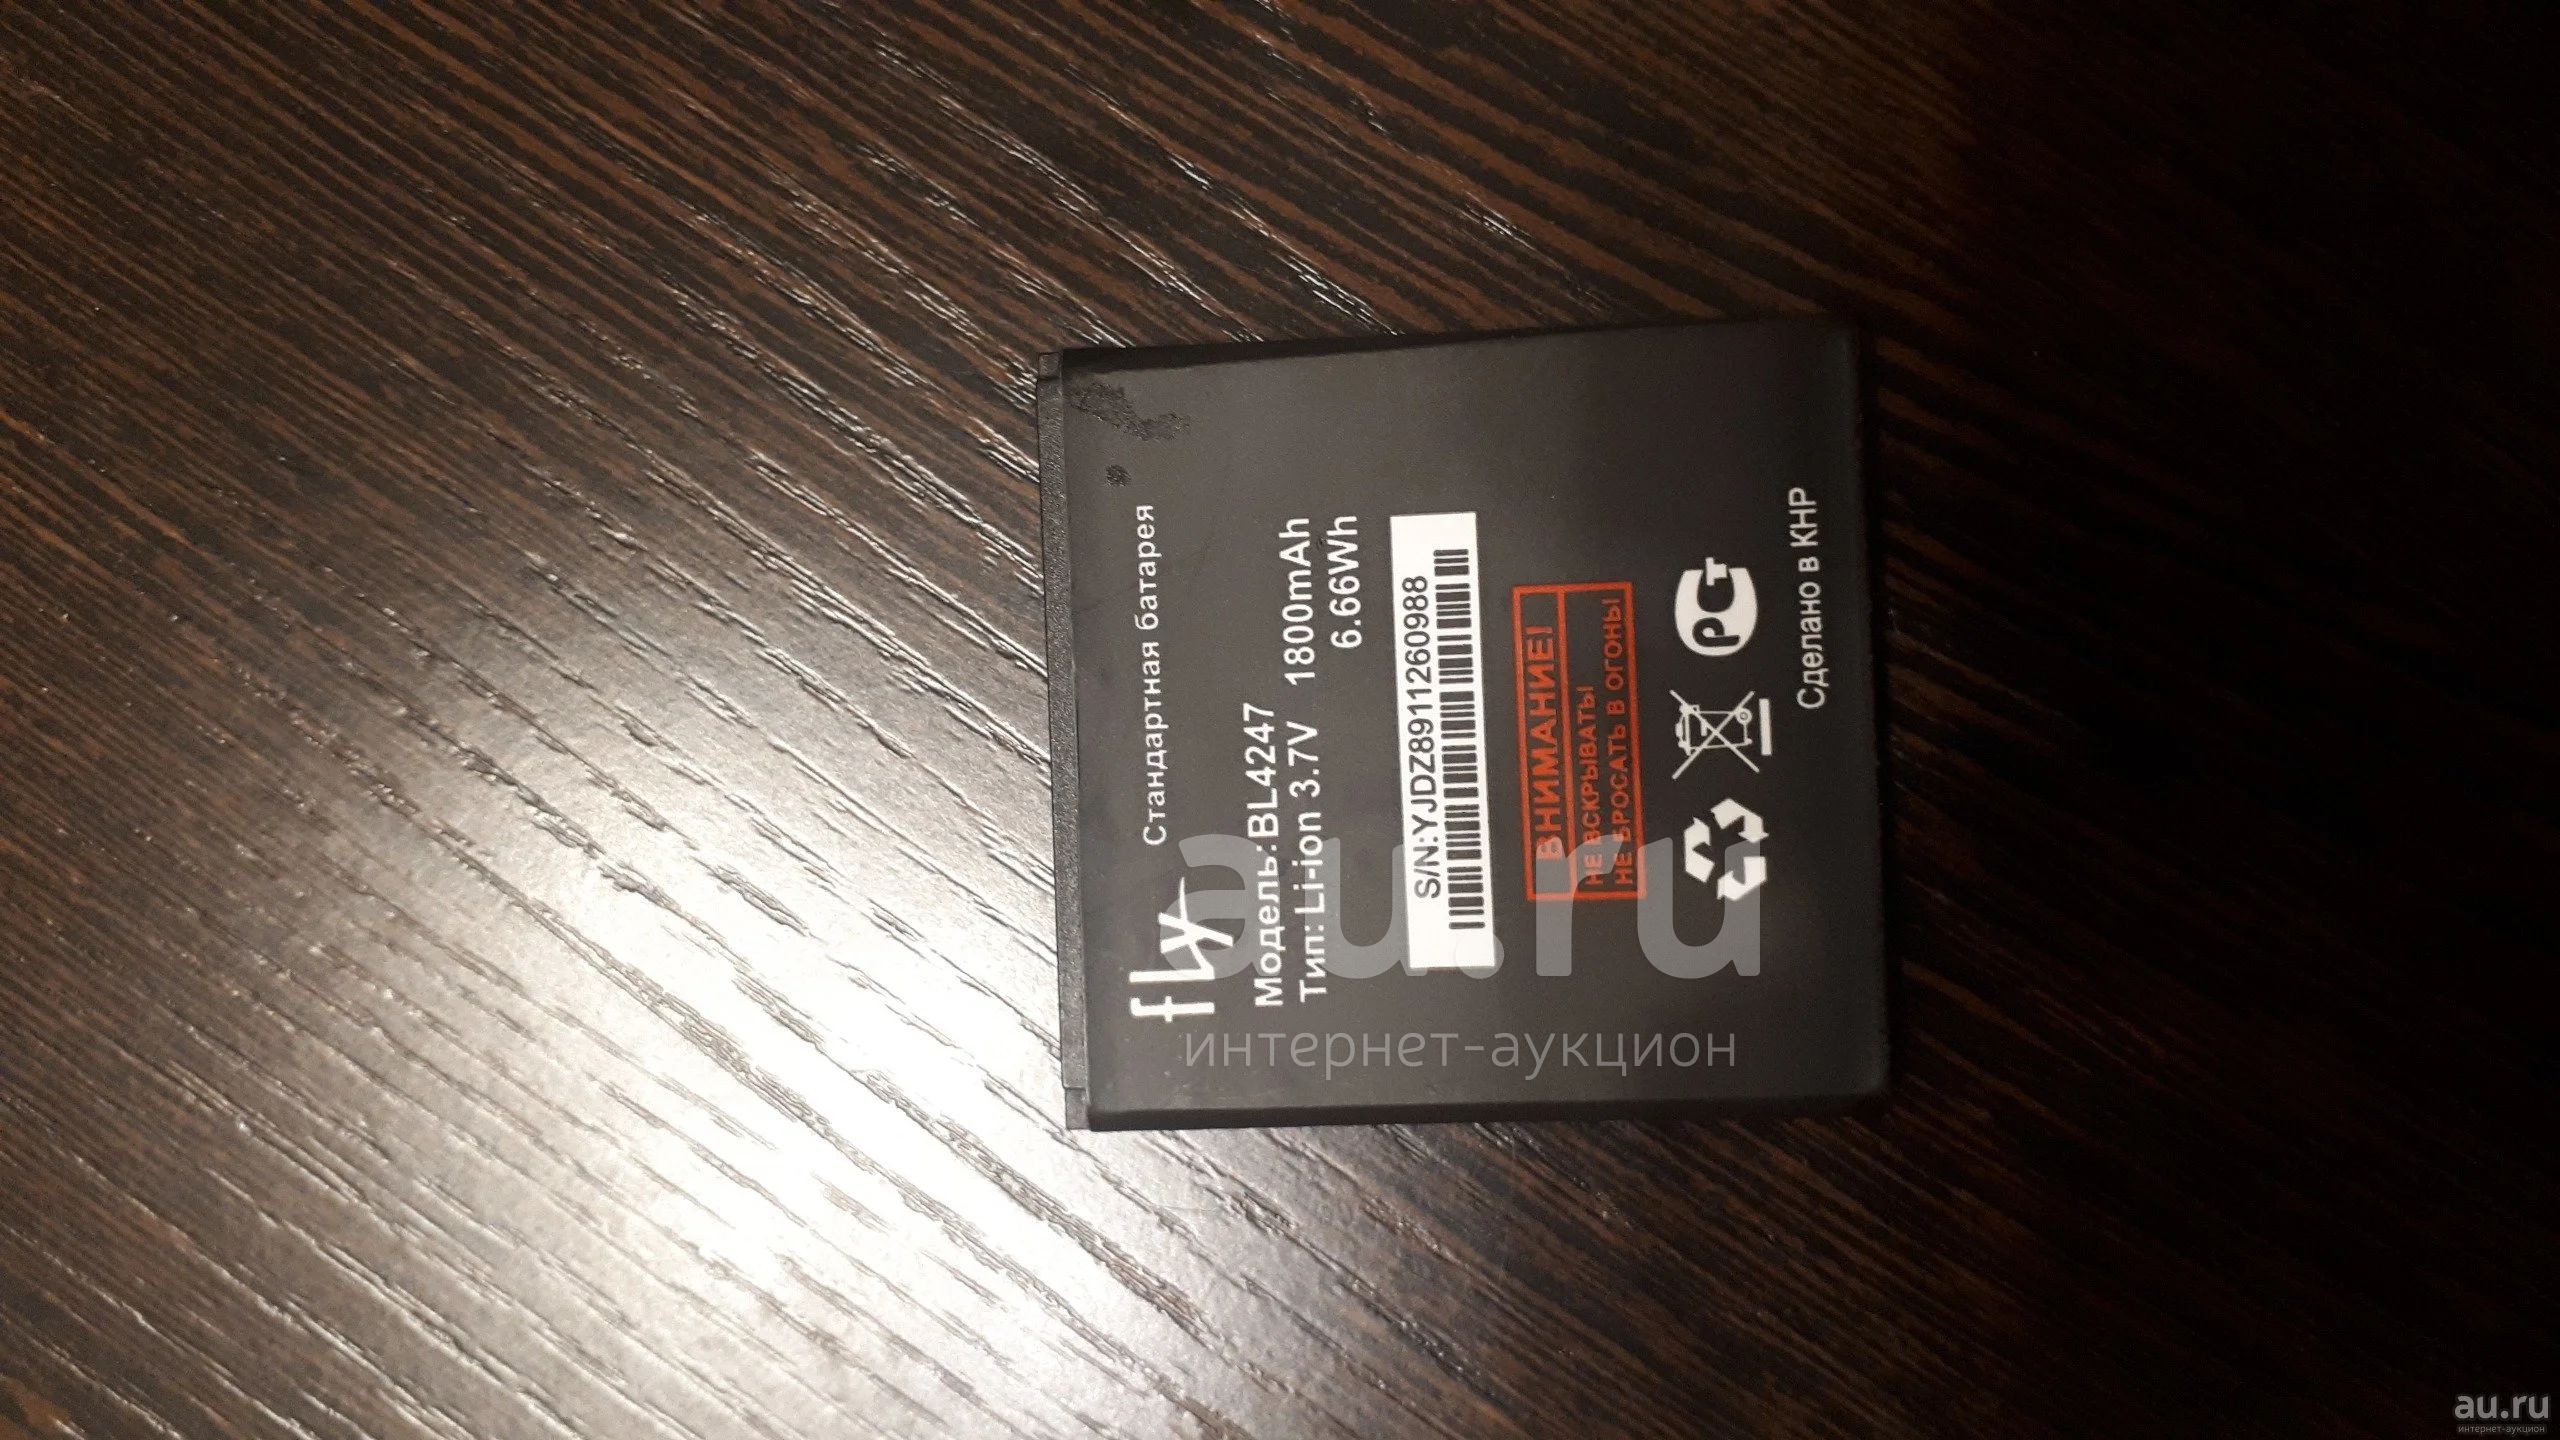 fLy
Стандартная батарея
Модель:BL4247
Тип:Li-ion 3.7V 1800mAh
6.66Wh
S/N:YJDZ8911260988
ВНИМАНИЕ!
НЕ ВСКРЫВАТЬ!
НЕ БРОСАТЬ В ОГОНЬ!
РСТ
Сделано в КНР
au.ru
интернет-аукцион
au.ru
интернет-аукцион